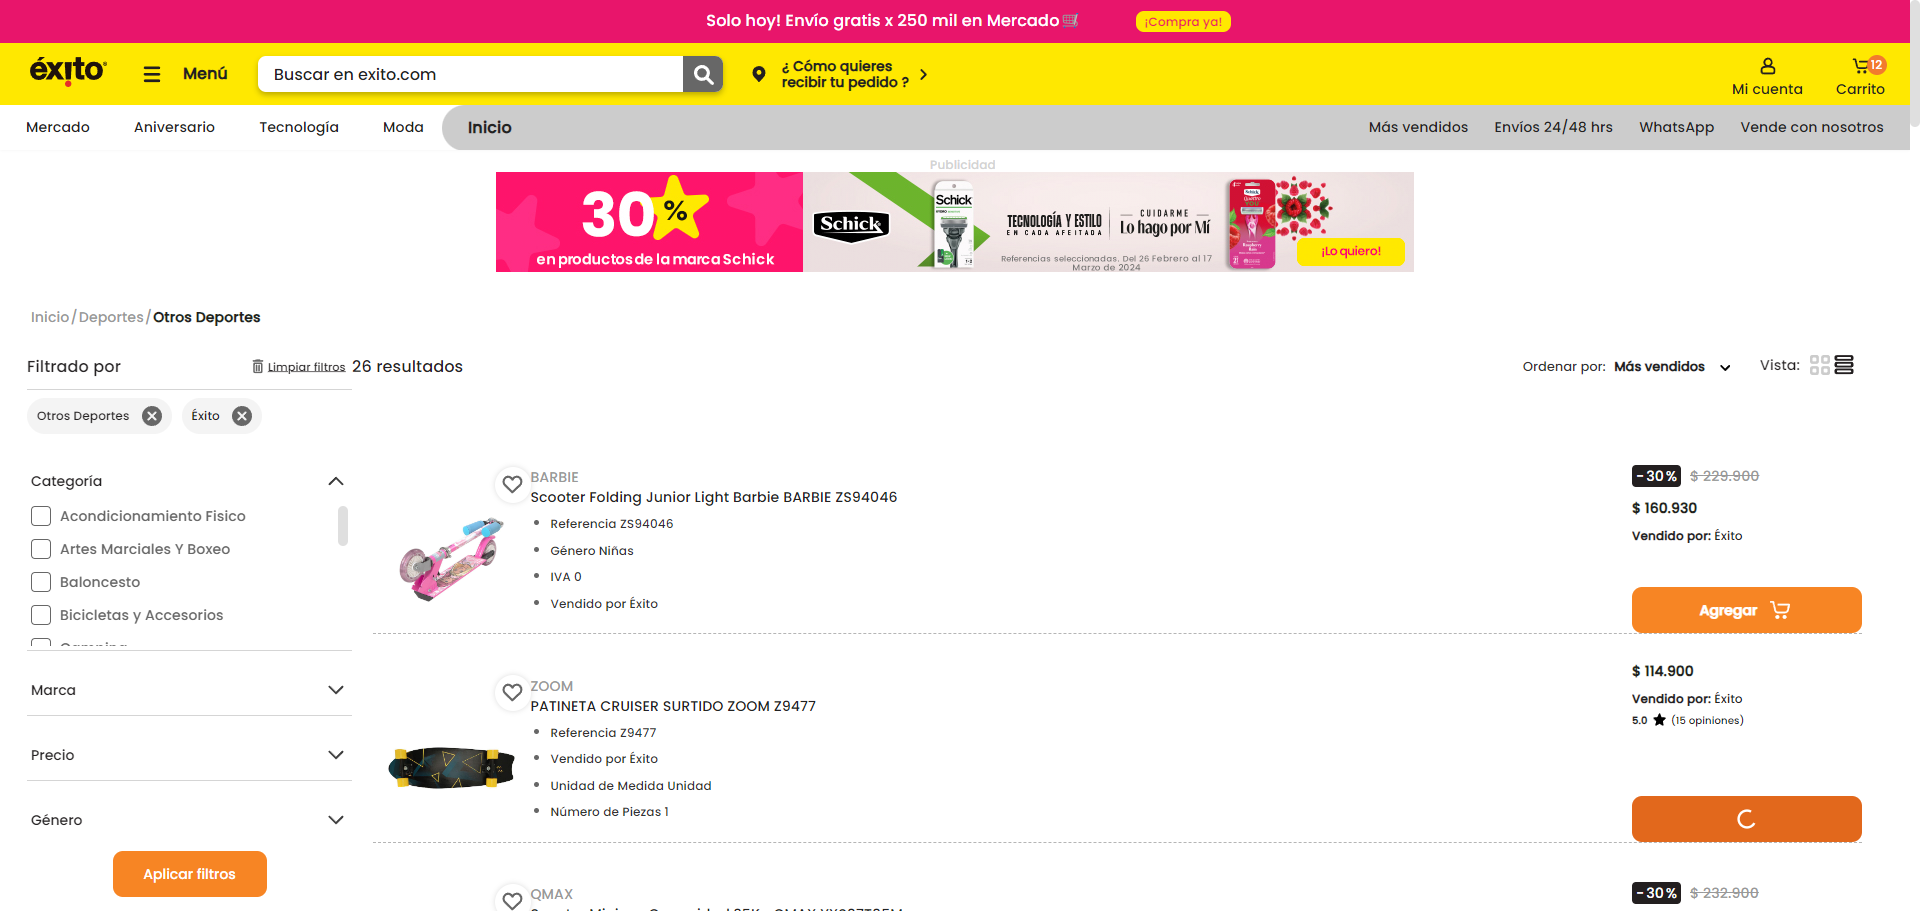 Solo hoy! Envío gratis x 250 mil en Mercado
¡Compra ya!
éxito
Menú
Buscar en exito.com
¿ Cómo quieres
recibir tu pedido ?
Mi cuenta
12
Carrito
Mercado
Aniversario
Tecnología
Moda
Inicio
Más vendidos
Envíos 24/48 hrs
WhatsApp
Vende con nosotros
Publicidad
30%
en productos de la marca Schick
Schick
Schick
TECNOLOGÍA Y ESTILO
EN CADA AFEITADA
CUIDARME
Lo hago por Mí
Referencias seleccionadas. Del 26 Febrero al 17
Marzo de 2024
¡Lo quiero!
Inicio/Deportes/Otros Deportes
Filtrado por
Limpiar filtros
26 resultados
Ordenar por: Más vendidos
Vista:
Otros Deportes
Éxito
Categoría
Acondicionamiento Fisico
Artes Marciales Y Boxeo
Baloncesto
Bicicletas y Accesorios
Marca
Precio
Género
Aplicar filtros
BARBIE
Scooter Folding Junior Light Barbie BARBIE ZS94046
Referencia ZS94046
Género Niñas
IVA 0
Vendido por Éxito
-30% $ 229.900
$ 160.930
Vendido por: Éxito
Agregar
ZOOM
PATINETA CRUISER SURTIDO ZOOM Z9477
Referencia Z9477
Vendido por Éxito
Unidad de Medida Unidad
Número de Piezas 1
$ 114.900
Vendido por: Éxito
5.0 ★ (15 opiniones)
QMAX
-30% $ 232.900